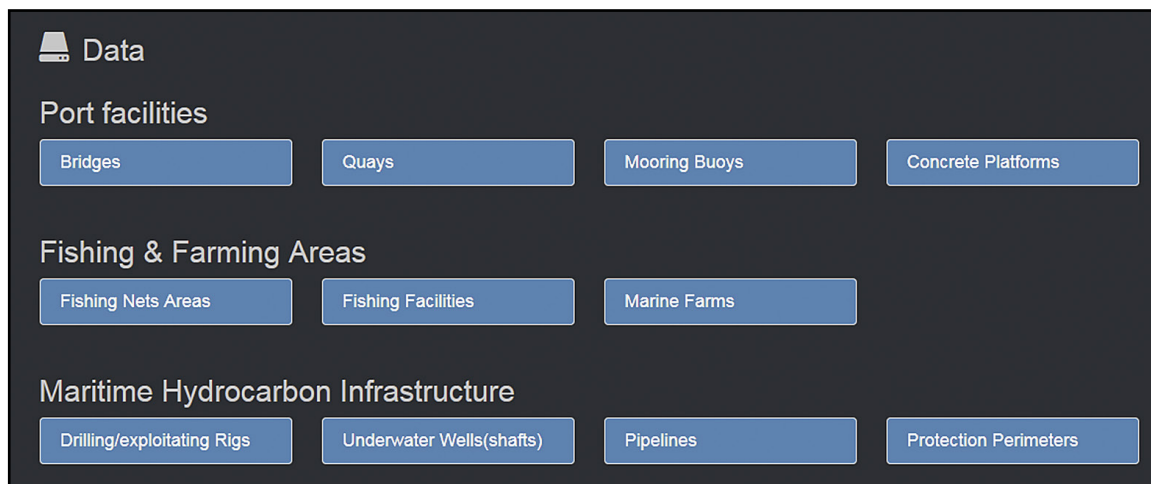 Data
Port facilities
Bridges Quays Mooring Buoys Concrete Platforms
Fishing & Farming Areas
Fishing Nets Areas Fishing Facilities Marine Farms
Maritime Hydrocarbon Infrastructure
Drilling/exploitating Rigs Underwater Wells(shafts) Pipelines Protection Perimeters